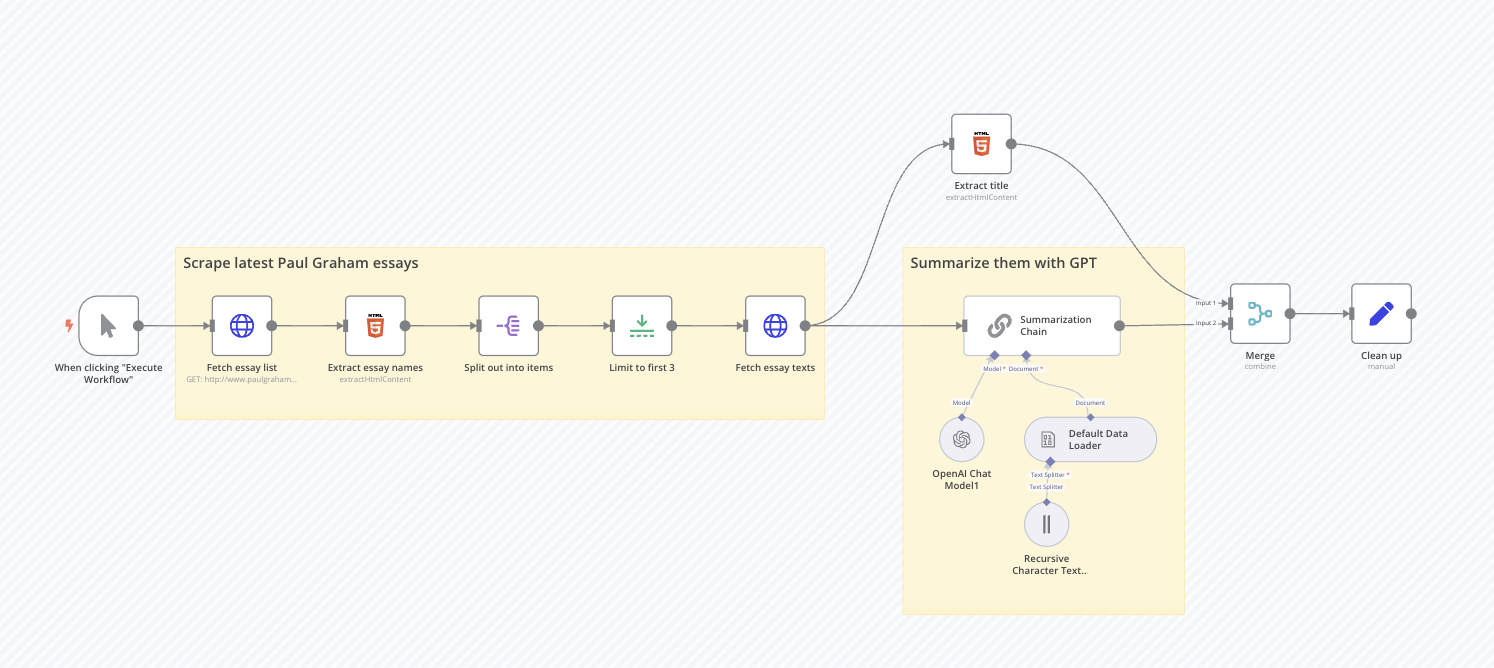 HTML
Extract title
extractHtmlContent
Scrape latest Paul Graham essays
Summarize them with GPT
When clicking "Execute
Workflow"
Fetch essay list
GET: http://www.paulgraham...
HTML
Extract essay names
extractHtmlContent
Split out into items
Limit to first 3
Fetch essay texts
Summarization
Chain
Model *
Document *
Model
Document
OpenAI Chat
Model1
Default Data
Loader
Text Splitter *
Text Splitter
Recursive
Character Text...
Input 1
Input 2
Merge
combine
Clean up
manual